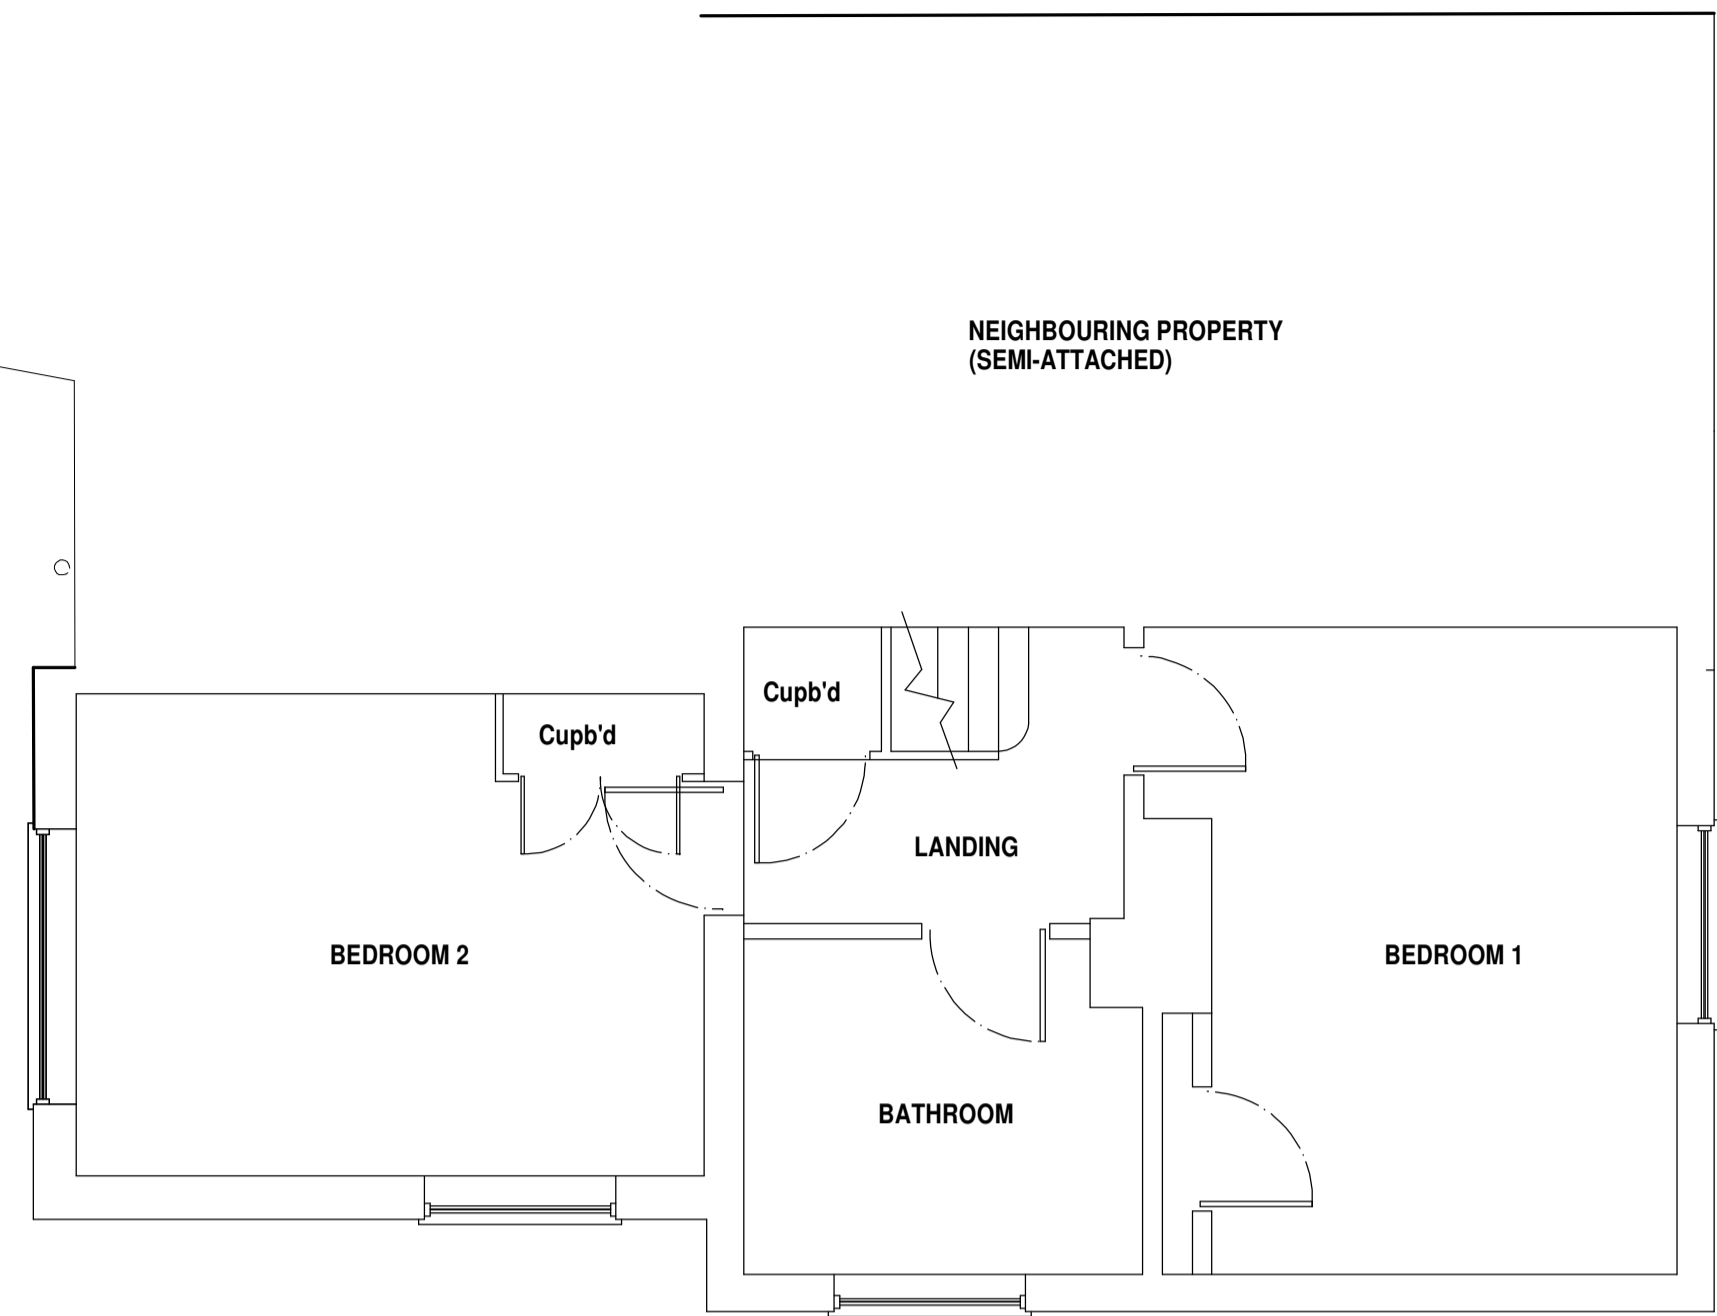 NEIGHBOURING PROPERTY
(SEMI-ATTACHED)
Cupb'd
Cupb'd
LANDING
BEDROOM 2
BEDROOM 1
BATHROOM